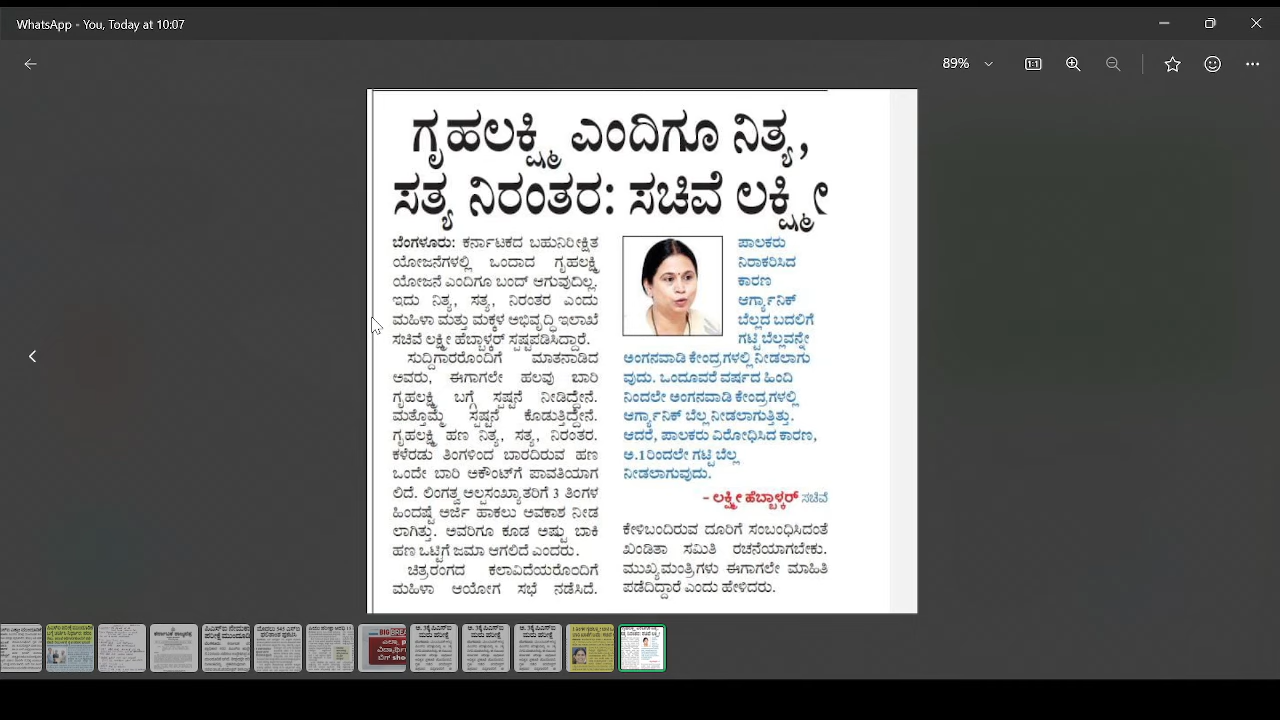 WhatsApp - You, Today at 10:07
89%
ಗೃಹಲಕ್ಷ್ಮಿ ಎಂದಿಗೂ ನಿತ್ಯ,
ಸತ್ಯ ನಿರಂತರ: ಸಚಿವೆ ಲಕ್ಷ್ಮೀ
ಬೆಂಗಳೂರು: ಕರ್ನಾಟಕದ ಬಹುನಿರೀಕ್ಷಿತ
ಯೋಜನೆಗಳಲ್ಲಿ ಒಂದಾದ ಗೃಹಲಕ್ಷ್ಮಿ
ಯೋಜನೆ ಎಂದಿಗೂ ಬಂದ್ ಆಗುವುದಿಲ್ಲ.
ಇದು ನಿತ್ಯ, ಸತ್ಯ, ನಿರಂತರ ಎಂದು
ಮಹಿಳಾ ಮತ್ತು ಮಕ್ಕಳ ಅಭಿವೃದ್ಧಿ ಇಲಾಖೆ
ಸಚಿವೆ ಲಕ್ಷ್ಮೀ ಹೆಬ್ಬಾಳ್ಕರ್ ಸ್ಪಷ್ಟಪಡಿಸಿದ್ದಾರೆ.
ಸುದ್ದಿಗಾರರೊಂದಿಗೆ ಮಾತನಾಡಿದ
ಅವರು, ಈಗಾಗಲೇ ಹಲವು ಬಾರಿ
ಗೃಹಲಕ್ಷ್ಮಿ ಬಗ್ಗೆ ಸ್ಪಷ್ಟನೆ ನೀಡಿದ್ದೇನೆ.
ಮತ್ತೊಮ್ಮೆ ಸ್ಪಷ್ಟನೆ ಕೊಡುತ್ತಿದ್ದೇನೆ.
ಗೃಹಲಕ್ಷ್ಮಿ ಹಣ ನಿತ್ಯ, ಸತ್ಯ, ನಿರಂತರ.
ಕಳೆರಡು ತಿಂಗಳಿಂದ ಬಾರದಿರುವ ಹಣ
ಒಂದೇ ಬಾರಿ ಅಕೌಂಟ್‌ಗೆ ಪಾವತಿಯಾಗ
ಲಿದೆ. ಲಿಂಗತ್ವ ಅಲ್ಪಸಂಖ್ಯಾತರಿಗೆ 3 ತಿಂಗಳ
ಹಿಂದಷ್ಟೆ ಅರ್ಜಿ ಹಾಕಲು ಅವಕಾಶ ನೀಡ
ಲಾಗಿತ್ತು. ಅವರಿಗೂ ಕೂಡ ಅಷ್ಟು ಬಾಕಿ
ಹಣ ಒಟ್ಟಿಗೆ ಜಮಾ ಆಗಲಿದೆ ಎಂದರು.
ಚಿತ್ರರಂಗದ ಕಲಾವಿದೆಯರೊಂದಿಗೆ
ಮಹಿಳಾ ಆಯೋಗ ಸಭೆ ನಡೆಸಿದೆ.
ಪಾಲಕರು
ನಿರಾಕರಿಸಿದ
ಕಾರಣ
ಆರ್ಗ್ಯಾನಿಕ್
ಬೆಲ್ಲದ ಬದಲಿಗೆ
ಗಟ್ಟಿ ಬೆಲ್ಲವನ್ನೇ
ಅಂಗನವಾಡಿ ಕೇಂದ್ರಗಳಲ್ಲಿ ನೀಡಲಾಗು
ವುದು. ಒಂದೂವರೆ ವರ್ಷದ ಹಿಂದಿ
ನಿಂದಲೇ ಅಂಗನವಾಡಿ ಕೇಂದ್ರಗಳಲ್ಲಿ
ಆರ್ಗ್ಯಾನಿಕ್ ಬೆಲ್ಲ ನೀಡಲಾಗುತ್ತಿತ್ತು.
ಆದರೆ, ಪಾಲಕರು ವಿರೋಧಿಸಿದ ಕಾರಣ,
ಅ.1ರಿಂದಲೇ ಗಟ್ಟಿ ಬೆಲ್ಲ
ನೀಡಲಾಗುವುದು.
– ಲಕ್ಷ್ಮೀ ಹೆಬ್ಬಾಳ್ಕರ್ ಸಚಿವೆ
ಕೇಳಿಬಂದಿರುವ ದೂರಿಗೆ ಸಂಬಂಧಿಸಿದಂತೆ
ಖಂಡಿತಾ ಸಮಿತಿ ರಚನೆಯಾಗಬೇಕು.
ಮುಖ್ಯಮಂತ್ರಿಗಳು ಈಗಾಗಲೇ ಮಾಹಿತಿ
ಪಡೆದಿದ್ದಾರೆ ಎಂದು ಹೇಳಿದರು.